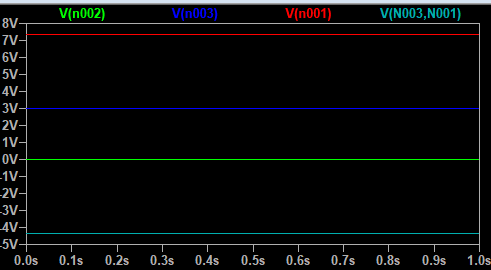 V(n002) V(n003) V(n001) V(N003,N001)
8V
7V
6V
5V
4V
3V
2V
1V
0V
-1V
-2V
-3V
-4V
-5V
0.0s 0.1s 0.2s 0.3s 0.4s 0.5s 0.6s 0.7s 0.8s 0.9s 1.0s